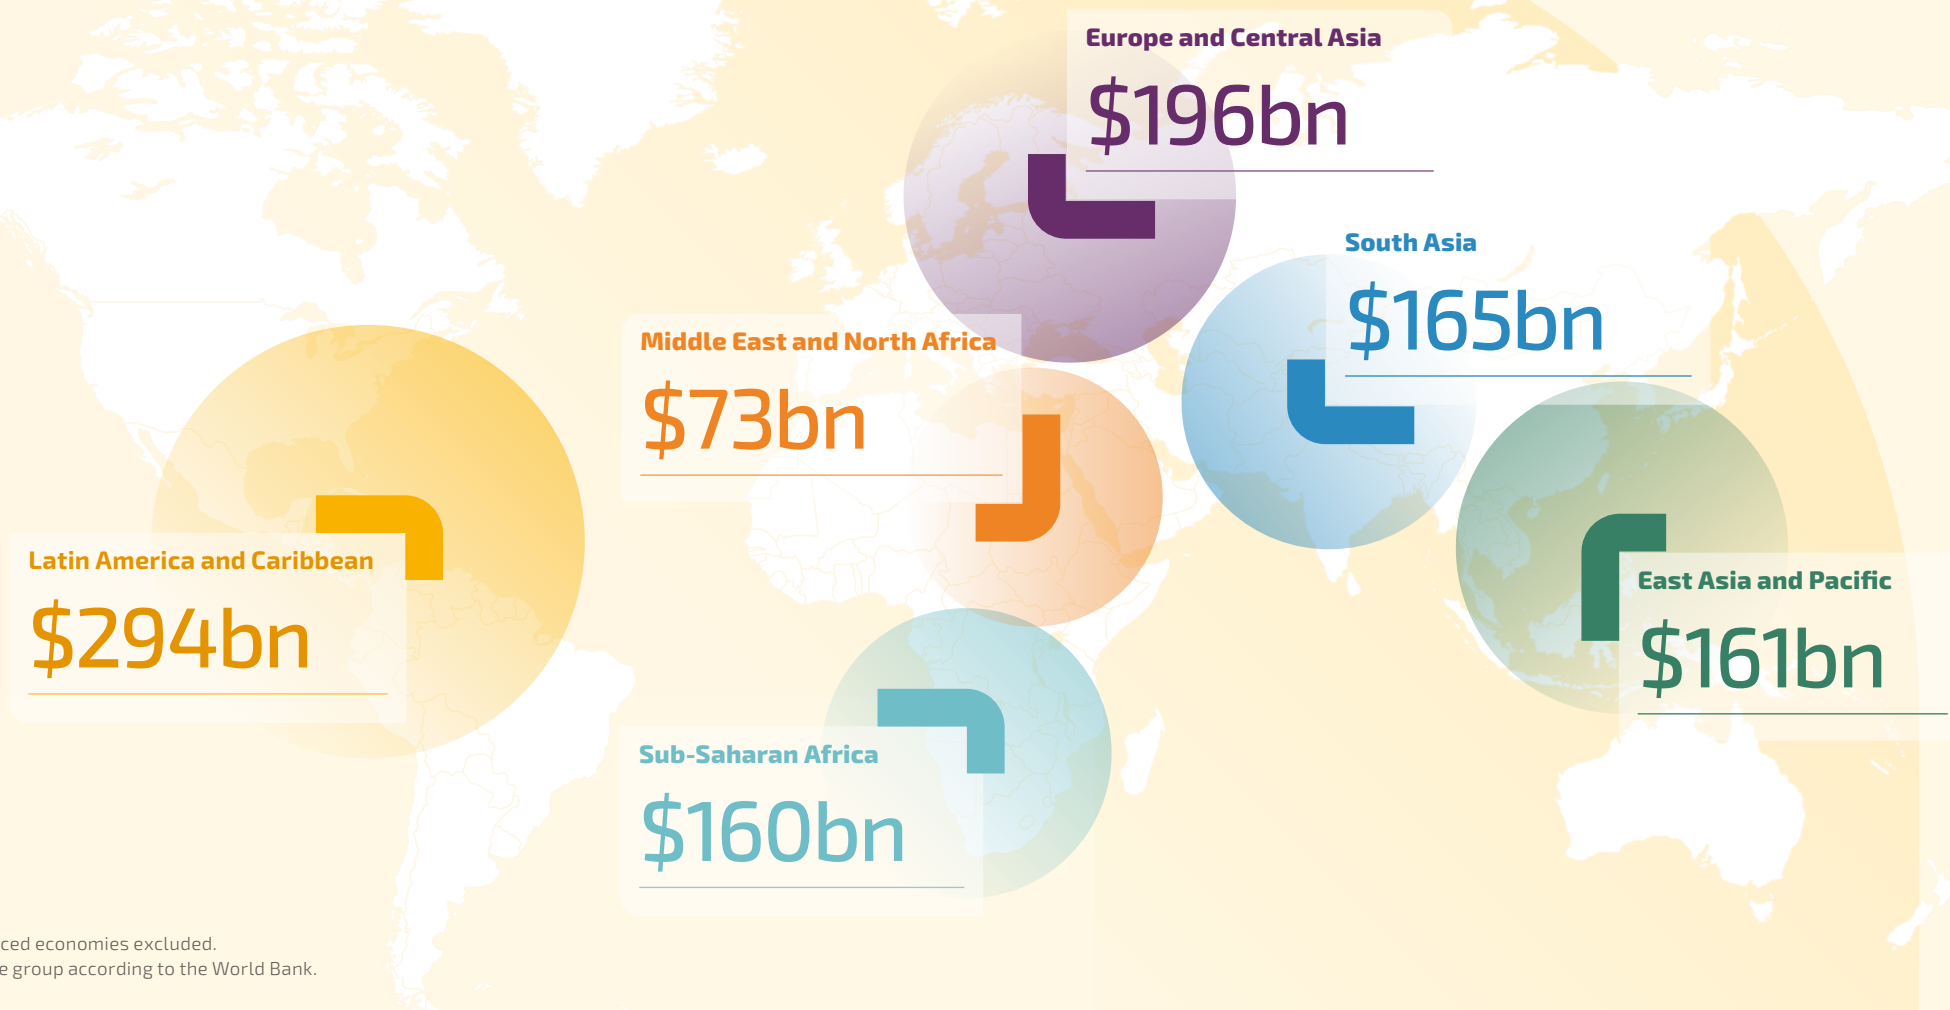 Europe and Central Asia
$196bn
South Asia
$165bn
Middle East and North Africa
$73bn
Latin America and Caribbean
$294bn
East Asia and Pacific
$161bn
Sub-Saharan Africa
$160bn
economies excluded.
group according to the World Bank.